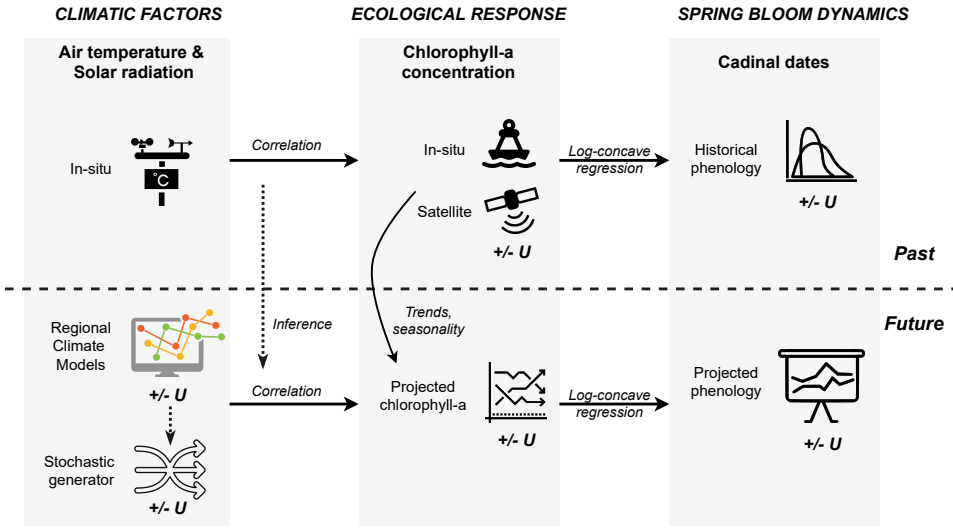 CLIMATIC FACTORS
ECOLOGICAL RESPONSE
SPRING BLOOM DYNAMICS
Air temperature &
Solar radiation
Chlorophyll-a
concentration
Cadinal dates
In-situ
°C
Correlation
In-situ
Satellite
+/- U
Log-concave
regression
Historical
phenology
+/- U
Past
Future
Regional
Climate
Models
+/- U
Stochastic
generator
+/- U
Inference
Correlation
Trends,
seasonality
Projected
chlorophyll-a
+/- U
Log-concave
regression
Projected
phenology
+/- U